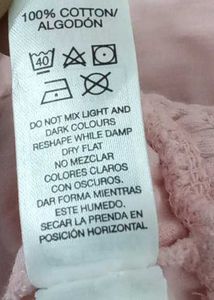 100% COTTON/
ALGODÓN
40
DO NOT MIX LIGHT AND
DARK COLOURS
RESHAPE WHILE DAMP
DRY FLAT
NO MEZCLAR
COLORES CLAROS
CON OSCUROS.
DAR FORMA MIENTRAS
ESTE HUMEDO.
SECAR LA PRENDA EN
POSICIÓN HORIZONTAL